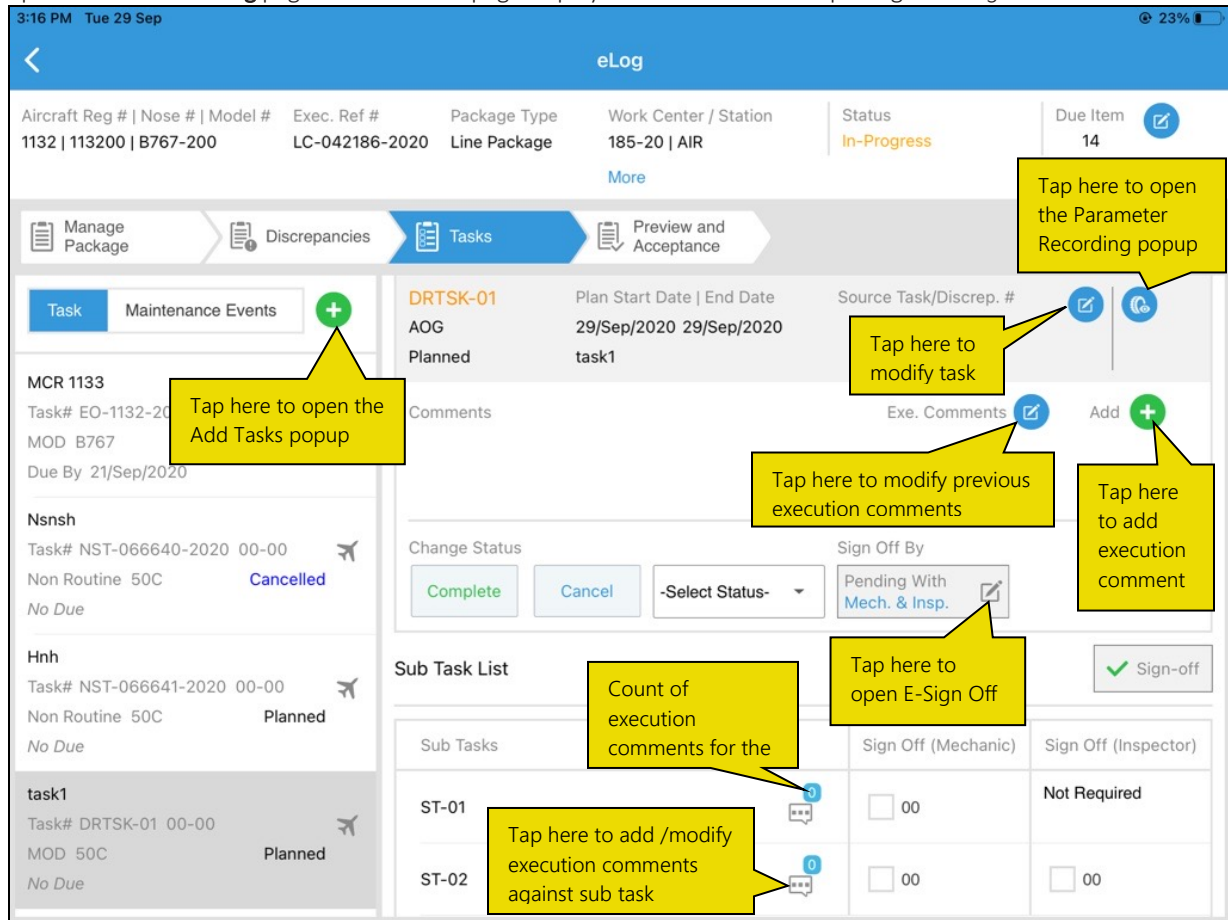 3:16 PM Tue 29 Sep
23%
eLog
Aircraft Reg # | Nose # | Model #
1132 | 113200 | B767-200
Exec. Ref #
LC-042186-2020
Package Type
Line Package
Work Center / Station
185-20 | AIR
More
Status
In-Progress
Due Item
14
Tap here to open
the Parameter
Recording popup
Manage
Package
Discrepancies
Tasks
Preview and
Acceptance
Task
Maintenance Events
Tap here to open the
Add Tasks popup
MCR 1133
Task# EO-1132-20
MOD B767
Due By 21/Sep/2020
Nsnsh
Task# NST-066640-2020 00-00
Non Routine 50C Cancelled
No Due
Hnh
Task# NST-066641-2020 00-00
Non Routine 50C Planned
No Due
task1
Task# DRTSK-01 00-00
MOD 50C Planned
No Due
DRTSK-01
AOG
Planned
Plan Start Date | End Date
29/Sep/2020 29/Sep/2020
task1
Source Task/Discrep. #
Tap here to
modify task
Comments
Exe. Comments
Add
Tap here to modify previous
execution comments
Tap here
to add
execution
comment
Change Status
Complete
Cancel
-Select Status-
Sign Off By
Pending With
Mech. & Insp.
Tap here to
open E-Sign Off
Sub Task List
Sign-off
Count of
execution
comments for the
Sub Tasks
Sign Off (Mechanic)
Sign Off (Inspector)
ST-01
0
00
Not Required
Tap here to add /modify
execution comments
against sub task
ST-02
0
00
00